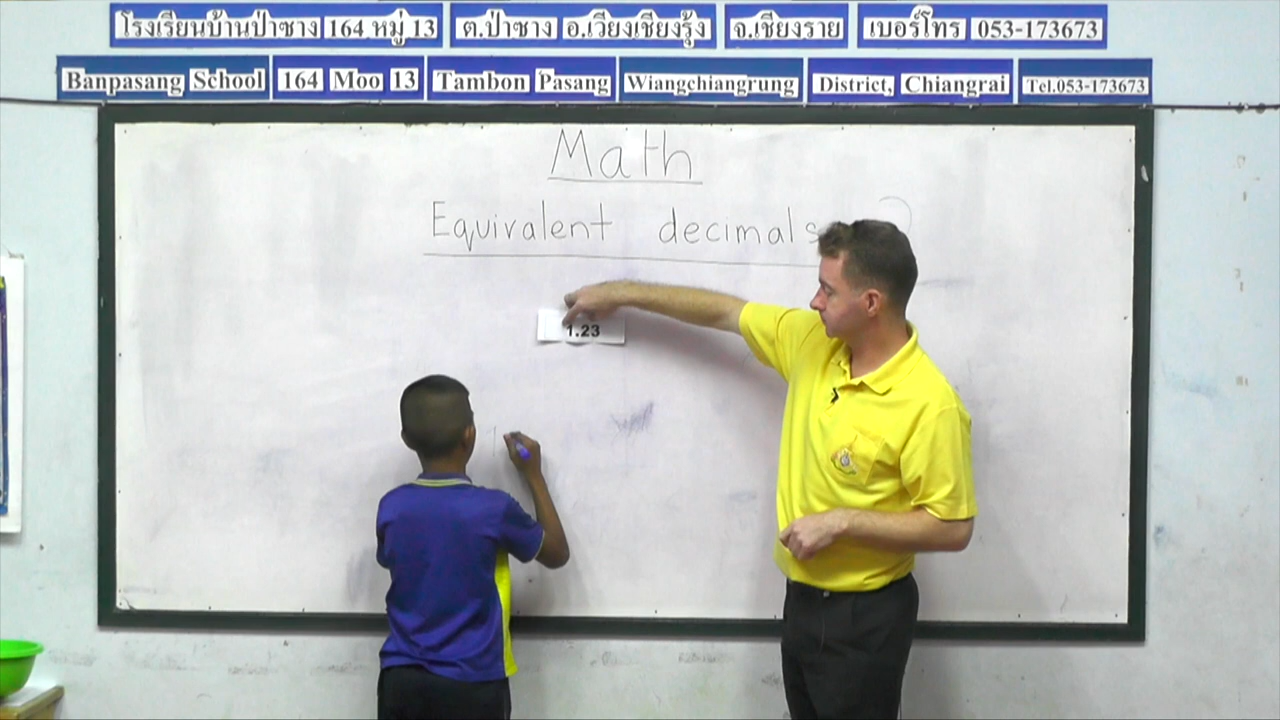 โรงเรียนบ้านป่าซาง 164 หมู่ 13 ต.ป่าซาง อ.เวียงเชียงรุ้ง จ.เชียงราย เบอร์โทร 053-173673
Banpasang School 164 Moo 13 Tambon Pasang Wiangchiangrung District, Chiangrai Tel.053-173673
Math
Equivalent decimals
1.23
1